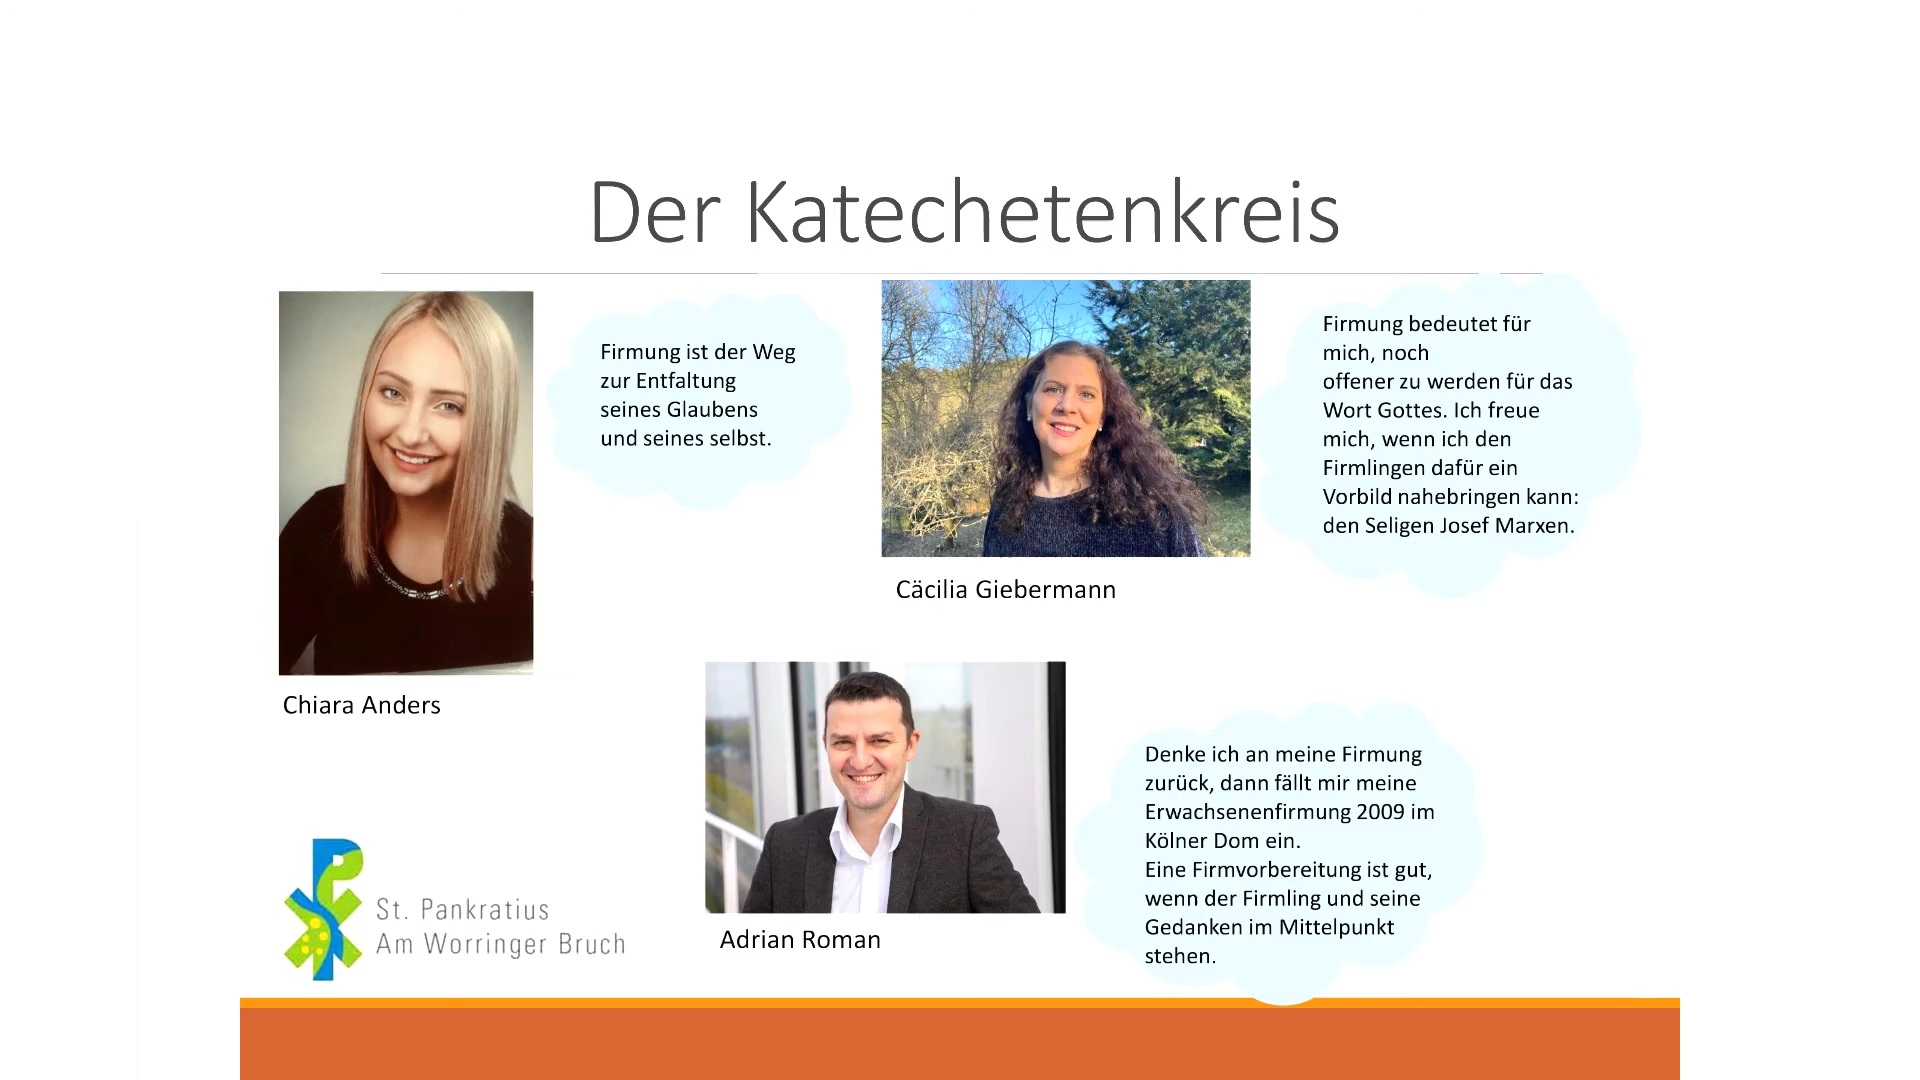 Der Katechetenkreis
Firmung ist der Weg
zur Entfaltung
seines Glaubens
und seines selbst.
Chiara Anders
Firmung bedeutet für
mich, noch
offener zu werden für das
Wort Gottes. Ich freue
mich, wenn ich den
Firmlingen dafür ein
Vorbild nahebringen kann:
den Seligen Josef Marxen.
Cäcilia Giebermann
Denke ich an meine Firmung
zurück, dann fällt mir meine
Erwachsenenfirmung 2009 im
Kölner Dom ein.
Eine Firmvorbereitung ist gut,
wenn der Firmling und seine
Gedanken im Mittelpunkt
stehen.
Adrian Roman
St. Pankratius
Am Worringer Bruch